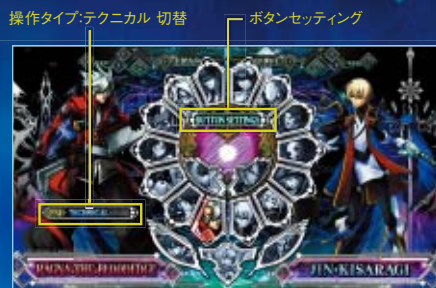 操作タイプ:テクニカル 切替
ボタンセッティング
BUTTON SETTINGS
TECHNICAL
RAGNA=THE=BLOODEDGE
JIN=KISARAGI